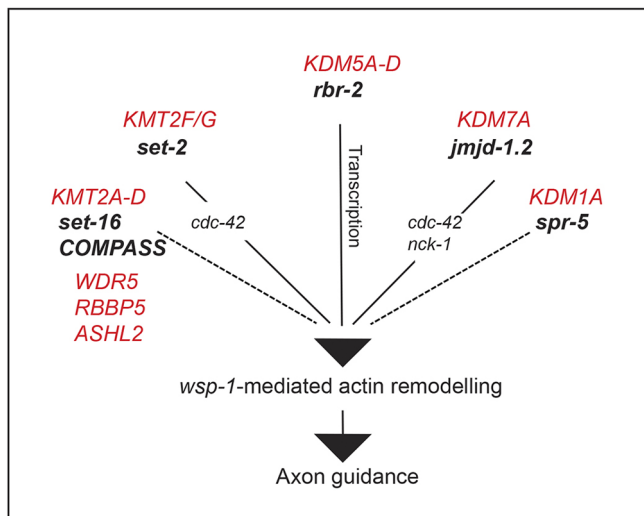 KDM5A-D
rbr-2
KMT2F/G
set-2
KDM7A
jmjd-1.2
KMT2A-D
set-16
COMPASS
WDR5
RBBP5
ASHL2
cdc-42
Transcription
cdc-42
nck-1
KDM1A
spr-5
wsp-1-mediated actin remodelling
Axon guidance